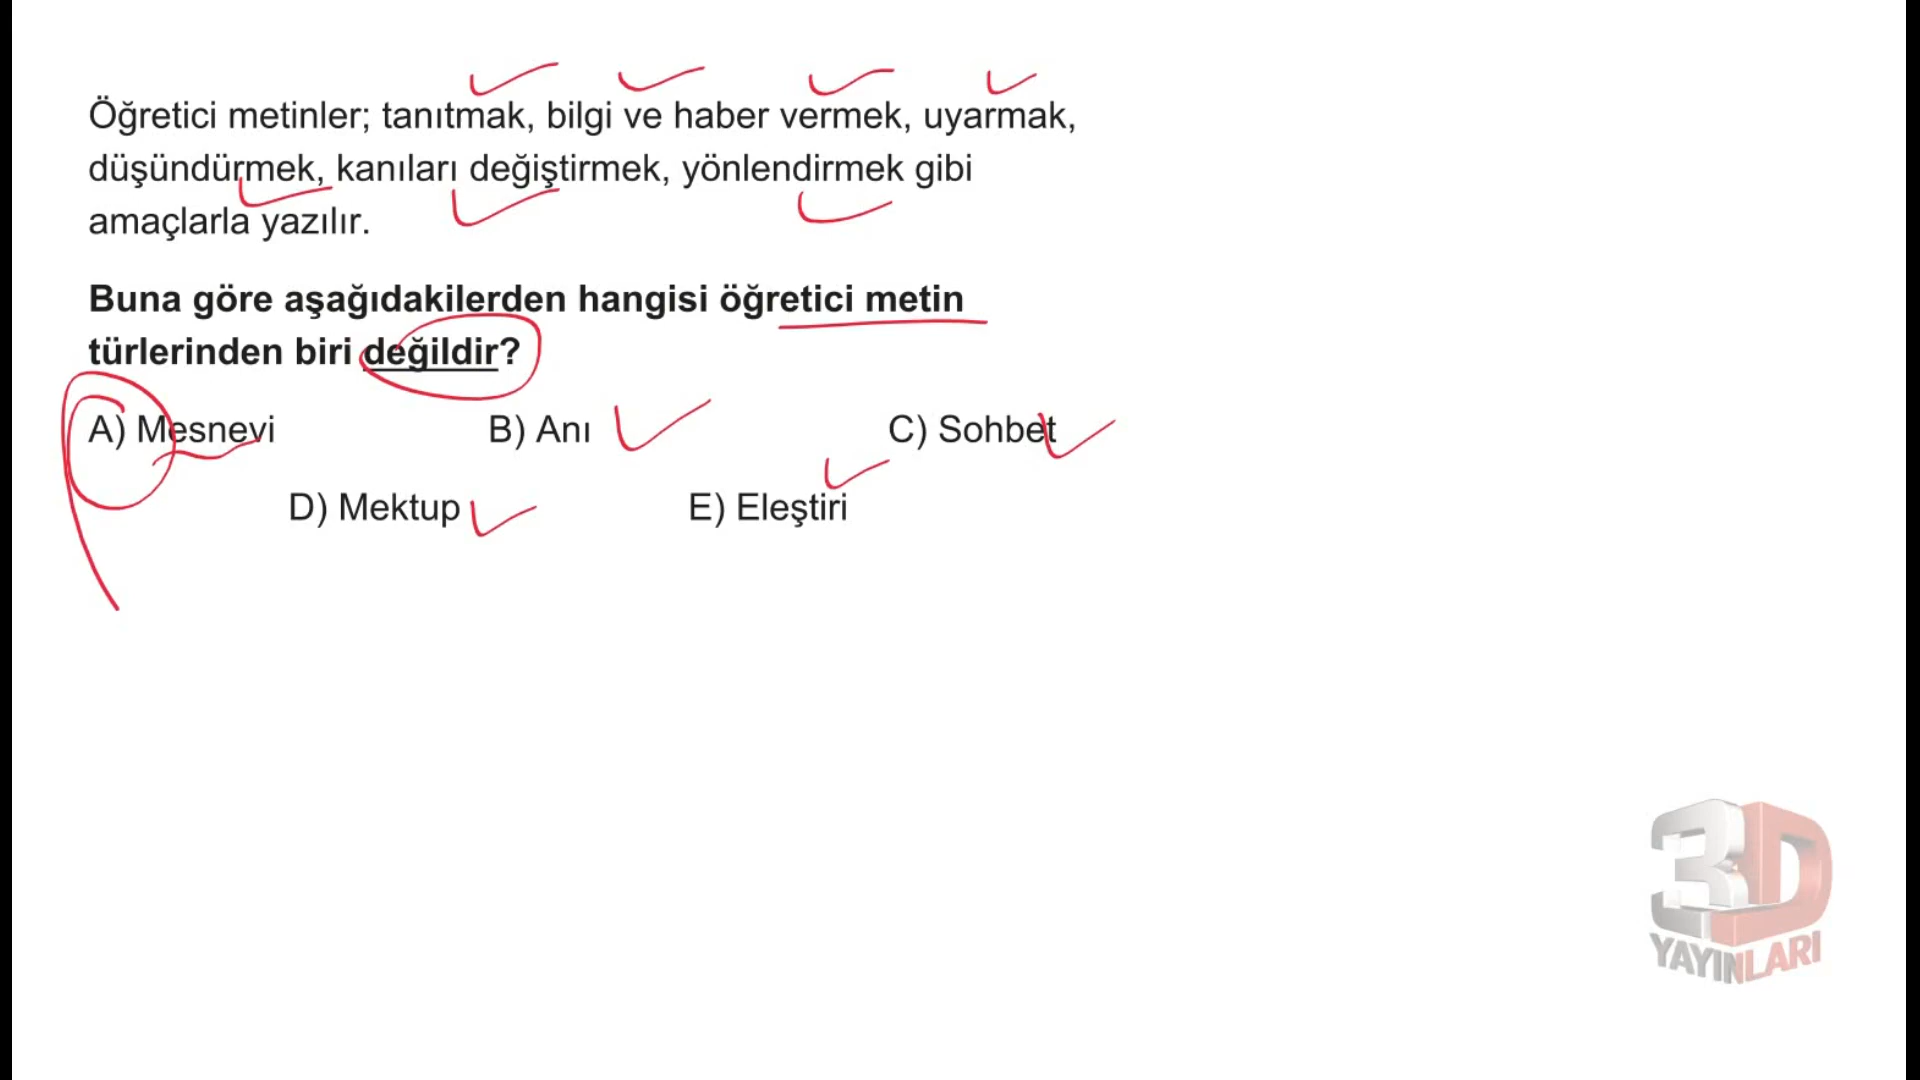 Öğretici metinler; tanıtmak, bilgi ve haber vermek, uyarmak,
düşündürmek, kanıları değiştirmek, yönlendirmek gibi
amaçlarla yazılır.
Buna göre aşağıdakilerden hangisi öğretici metin
türlerinden biri değildir?
A) Mesnevi B) Anı C) Sohbet
D) Mektup E) Eleştiri
3D
YAYINLARI